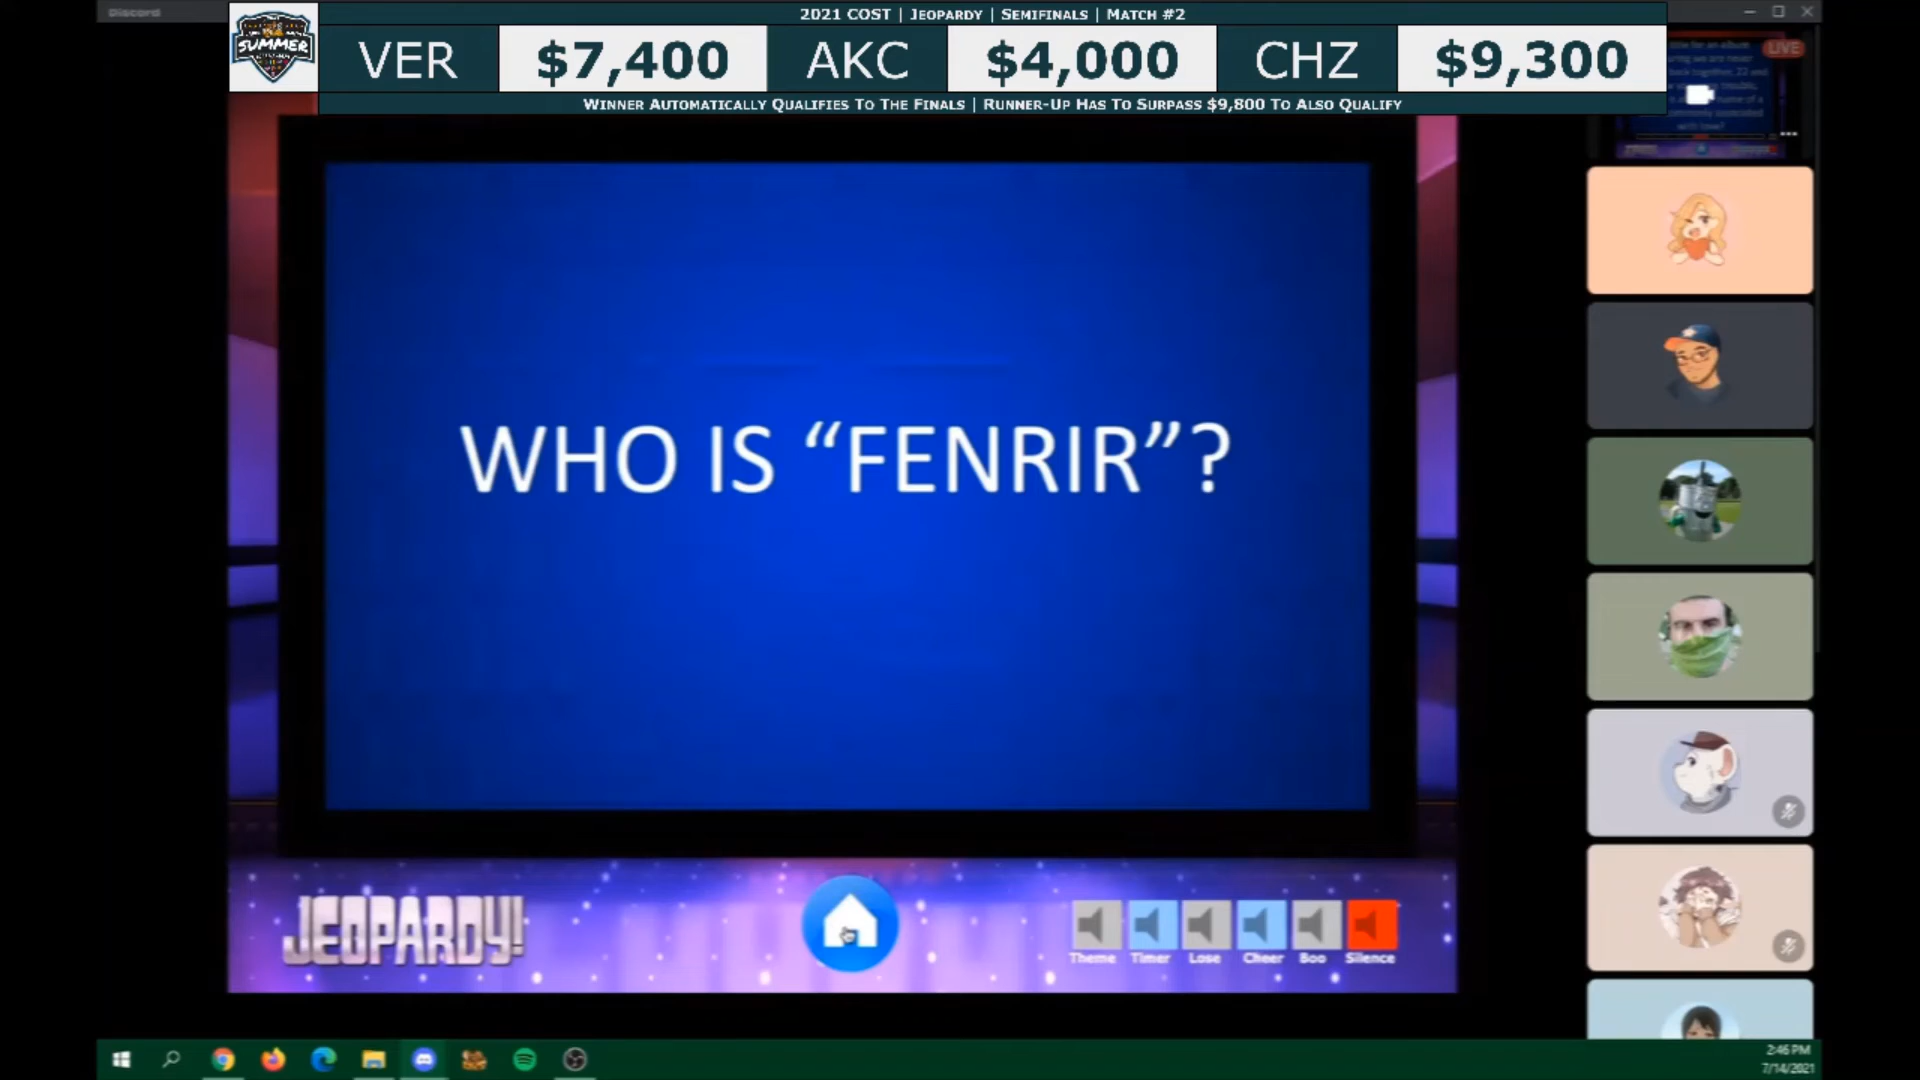 Discord
2021 COST | JEOPARDY | SEMIFINALS | MATCH #2
SUMMER
VER $7,400 AKC $4,000 CHZ $9,300
WINNER AUTOMATICALLY QUALIFIES TO THE FINALS | RUNNER-UP HAS TO SURPASS $9,800 TO ALSO QUALIFY
LIVE
WHO IS “FENRIR”?
JEOPARDY!
Theme Timer Lose Cheer Boo Silence
2:46 PM
7/14/2021